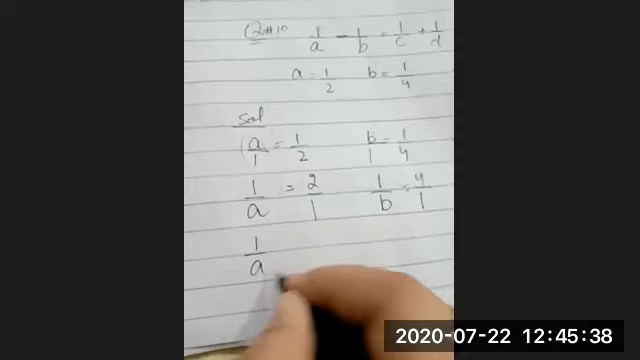 Q#10 1/a - 1/b = 1/c + 1/d
a = 1/2 b = 1/4
Sol
a/1 = 1/2 b/1 = 1/4
1/a = 2/1 1/b = 4/1
1/a
2020-07-22 12:45:38